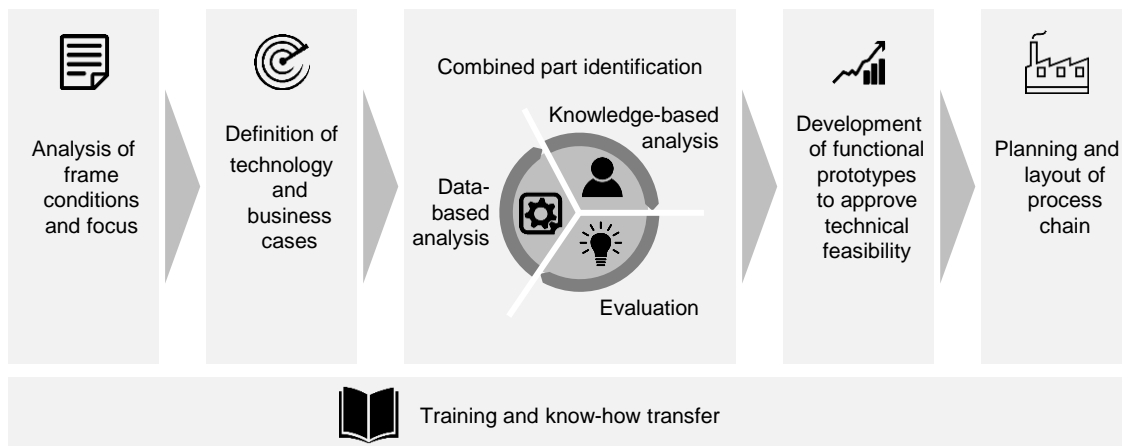 Analysis of
frame
conditions
and focus
Definition of
technology
and
business
cases
Combined part identification
Knowledge-based
analysis
Data-
based
analysis
Evaluation
Development
of functional
prototypes
to approve
technical
feasibility
Planning and
layout of
process
chain
Training and know-how transfer